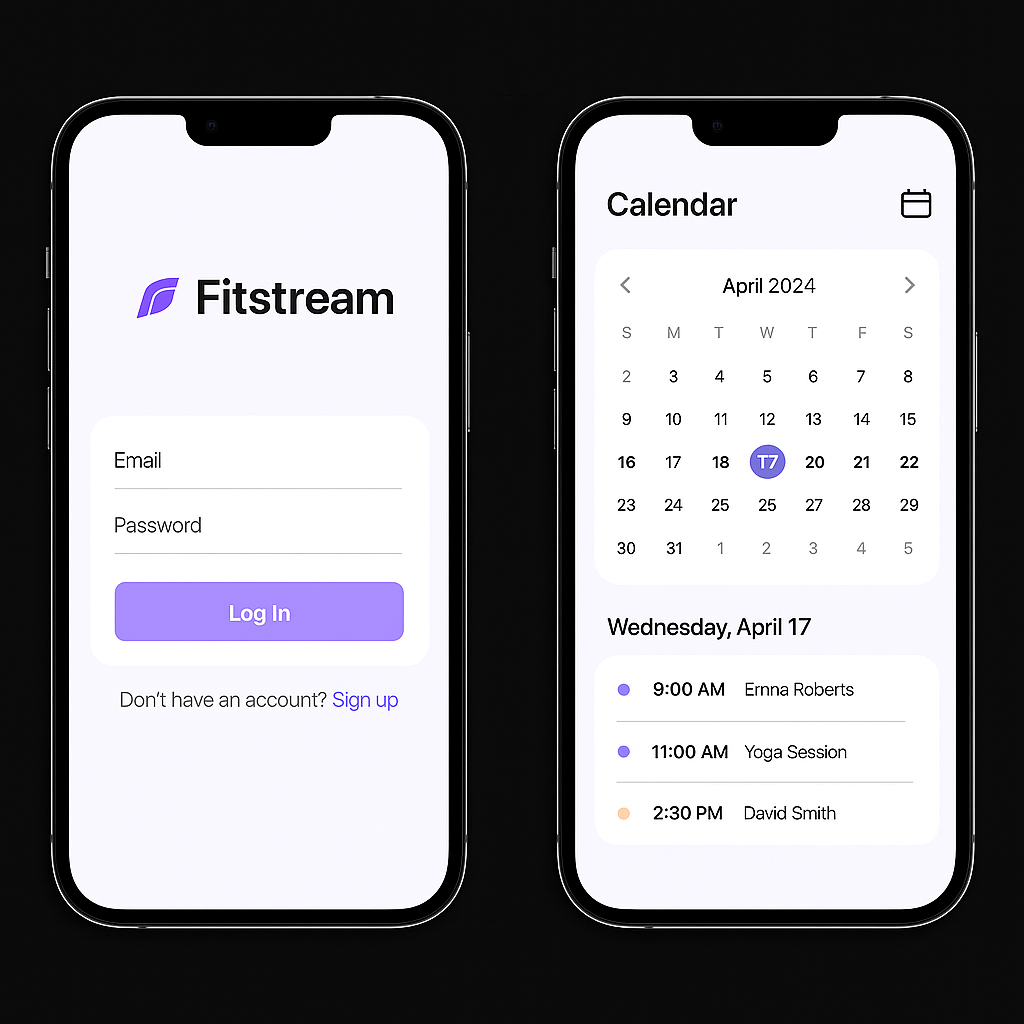 Fitstream
Email
Password
Log In
Don't have an account? Sign up
Calendar
April 2024
S M T W T F S
2 3 4 5 6 7 8
9 10 11 12 13 14 15
16 17 18 T7 20 21 22
23 24 25 25 27 28 29
30 31 1 2 3 4 5
Wednesday, April 17
9:00 AM Ernna Roberts
11:00 AM Yoga Session
2:30 PM David Smith